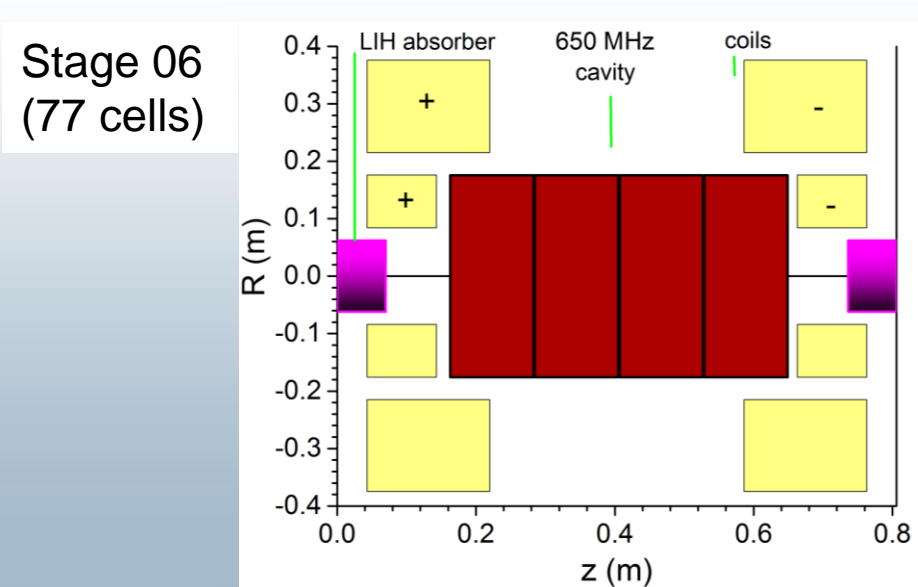 Stage 06
(77 cells)
LIH absorber
650 MHz
cavity
coils
+
-
+
-
R (m)
0.4
0.3
0.2
0.1
0.0
-0.1
-0.2
-0.3
-0.4
0.0 0.2 0.4 0.6 0.8
z (m)